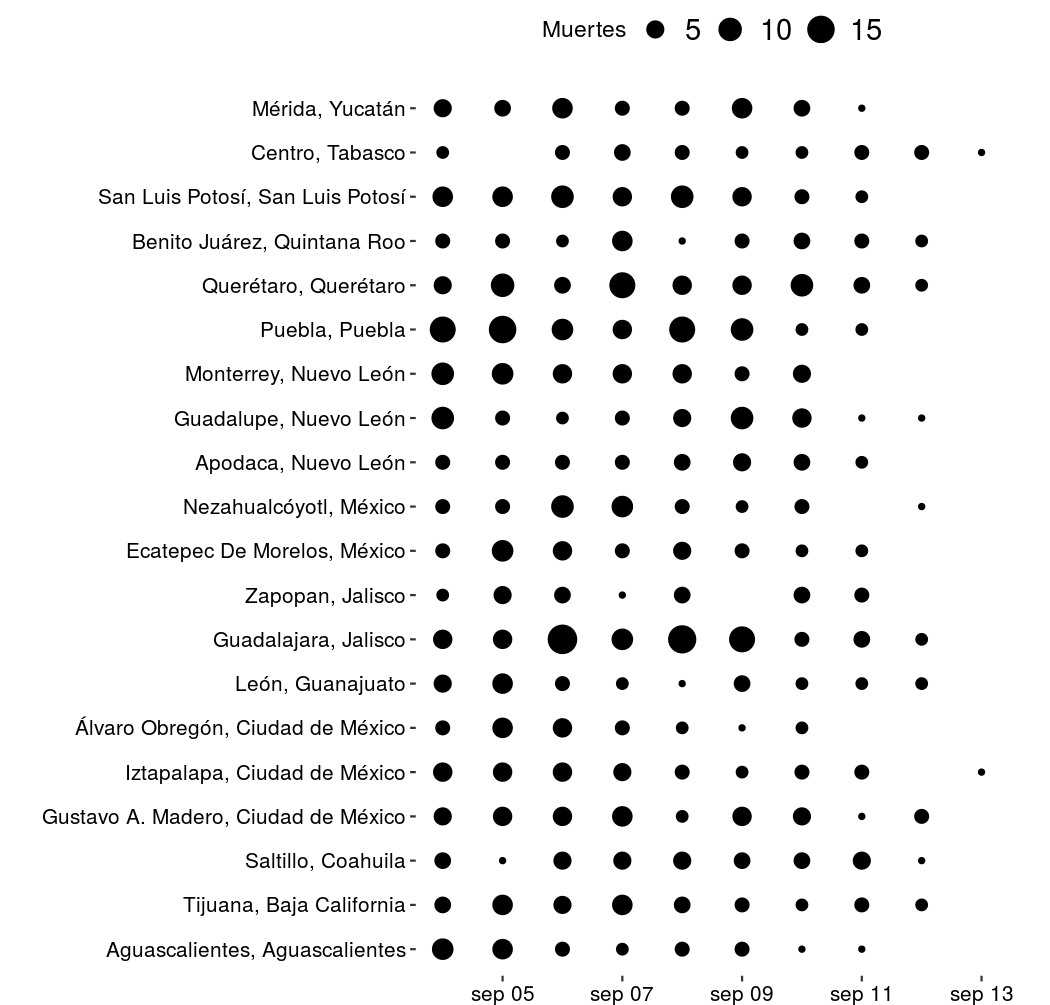 Muertes 5 10 15
Mérida, Yucatán
Centro, Tabasco
San Luis Potosí, San Luis Potosí
Benito Juárez, Quintana Roo
Querétaro, Querétaro
Puebla, Puebla
Monterrey, Nuevo León
Guadalupe, Nuevo León
Apodaca, Nuevo León
Nezahualcóyotl, México
Ecatepec De Morelos, México
Zapopan, Jalisco
Guadalajara, Jalisco
León, Guanajuato
Álvaro Obregón, Ciudad de México
Iztapalapa, Ciudad de México
Gustavo A. Madero, Ciudad de México
Saltillo, Coahuila
Tijuana, Baja California
Aguascalientes, Aguascalientes
sep 05 sep 07 sep 09 sep 11 sep 13